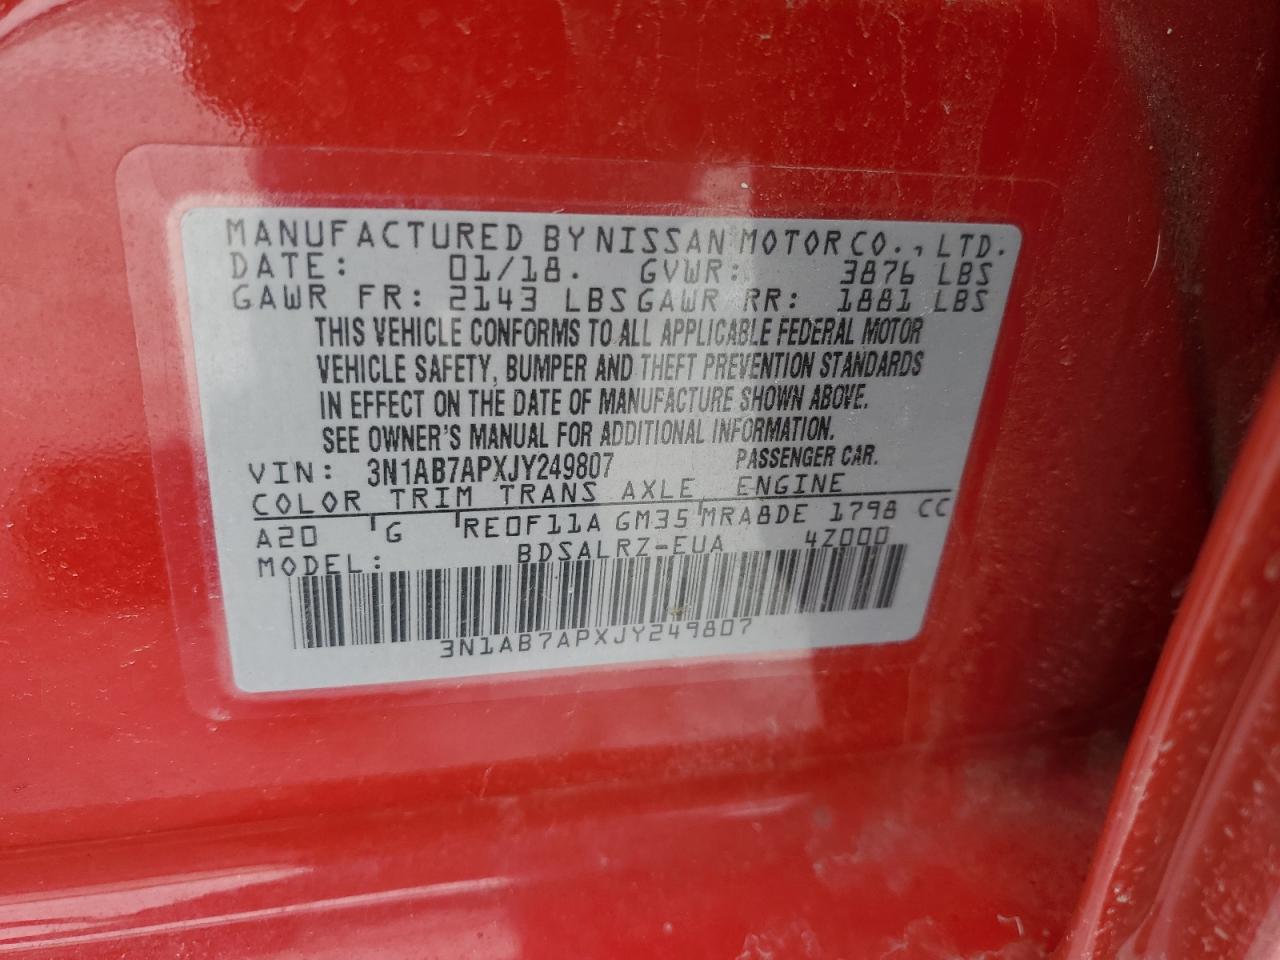 MANUFACTURED BY NISSAN MOTOR CO., LTD.
DATE: 01/18. GVWR: 3876 LBS
GAWR FR: 2143 LBS GAWR RR: 1881 LBS
THIS VEHICLE CONFORMS TO ALL APPLICABLE FEDERAL MOTOR
VEHICLE SAFETY, BUMPER AND THEFT PREVENTION STANDARDS
IN EFFECT ON THE DATE OF MANUFACTURE SHOWN ABOVE.
SEE OWNER'S MANUAL FOR ADDITIONAL INFORMATION.
VIN: 3N1AB7APXJY249807 PASSENGER CAR.
COLOR TRIM TRANS AXLE ENGINE
A20 G RE0F11A GM35 MRA8DE 1798 CC
MODEL: BDSALRZ-EUA 4Z000
3N1AB7APXJY249807